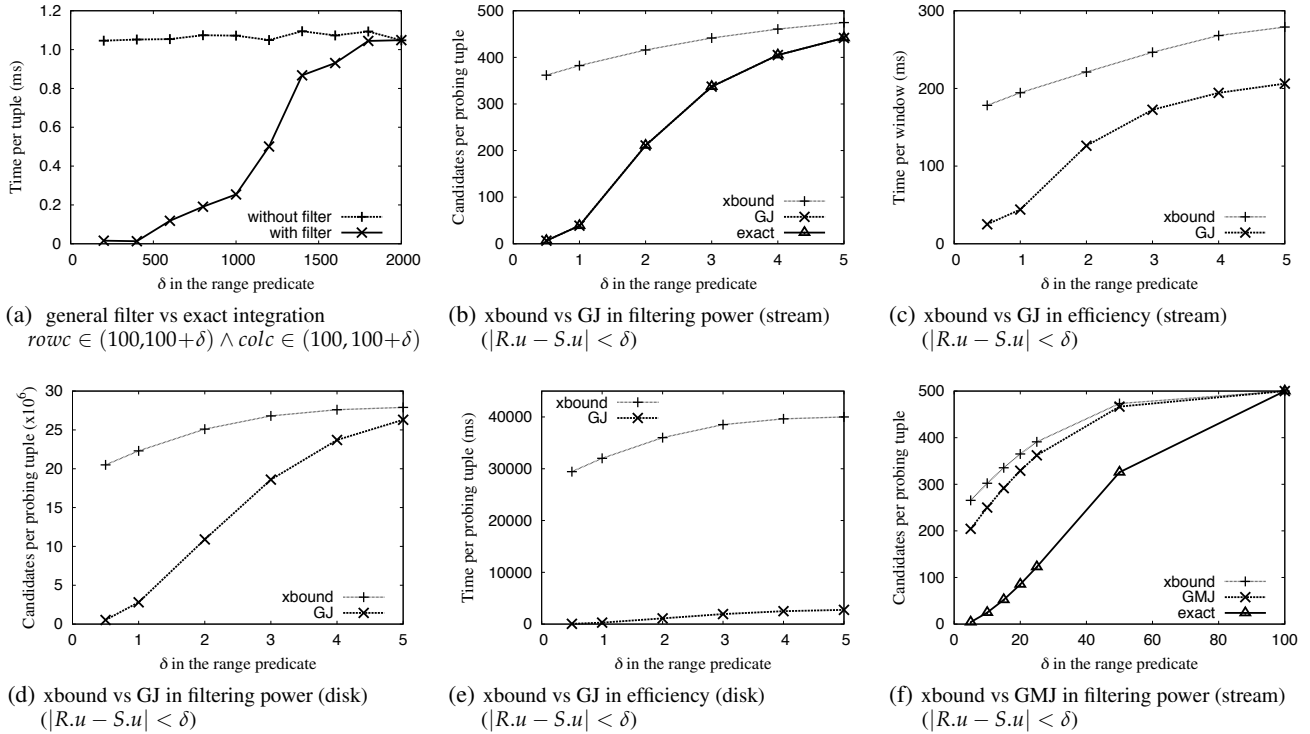 Time per tuple (ms)
1.2
1.0
0.8
0.6
0.4
0.2
0
without filter
with filter
500 1000 1500 2000
δ in the range predicate
(a) general filter vs exact integration
rowc ∈ (100,100+δ) ∧ colc ∈ (100, 100+δ)
Candidates per probing tuple
500
400
300
200
100
0
xbound
GJ
exact
0 1 2 3 4 5
δ in the range predicate
(b) xbound vs GJ in filtering power (stream)
(|R.u − S.u| < δ)
Time per window (ms)
300
200
100
0
xbound
GJ
0 1 2 3 4 5
δ in the range predicate
(c) xbound vs GJ in efficiency (stream)
(|R.u − S.u| < δ)
Candidates per probing tuple (x10⁶)
30
25
20
15
10
5
0
xbound
GJ
0 1 2 3 4 5
δ in the range predicate
(d) xbound vs GJ in filtering power (disk)
(|R.u − S.u| < δ)
Time per probing tuple (ms)
40000
30000
20000
10000
0
xbound
GJ
0 1 2 3 4 5
δ in the range predicate
(e) xbound vs GJ in efficiency (disk)
(|R.u − S.u| < δ)
Candidates per probing tuple
500
400
300
200
100
0
xbound
GMJ
exact
0 20 40 60 80 100
δ in the range predicate
(f) xbound vs GMJ in filtering power (stream)
(|R.u − S.u| < δ)